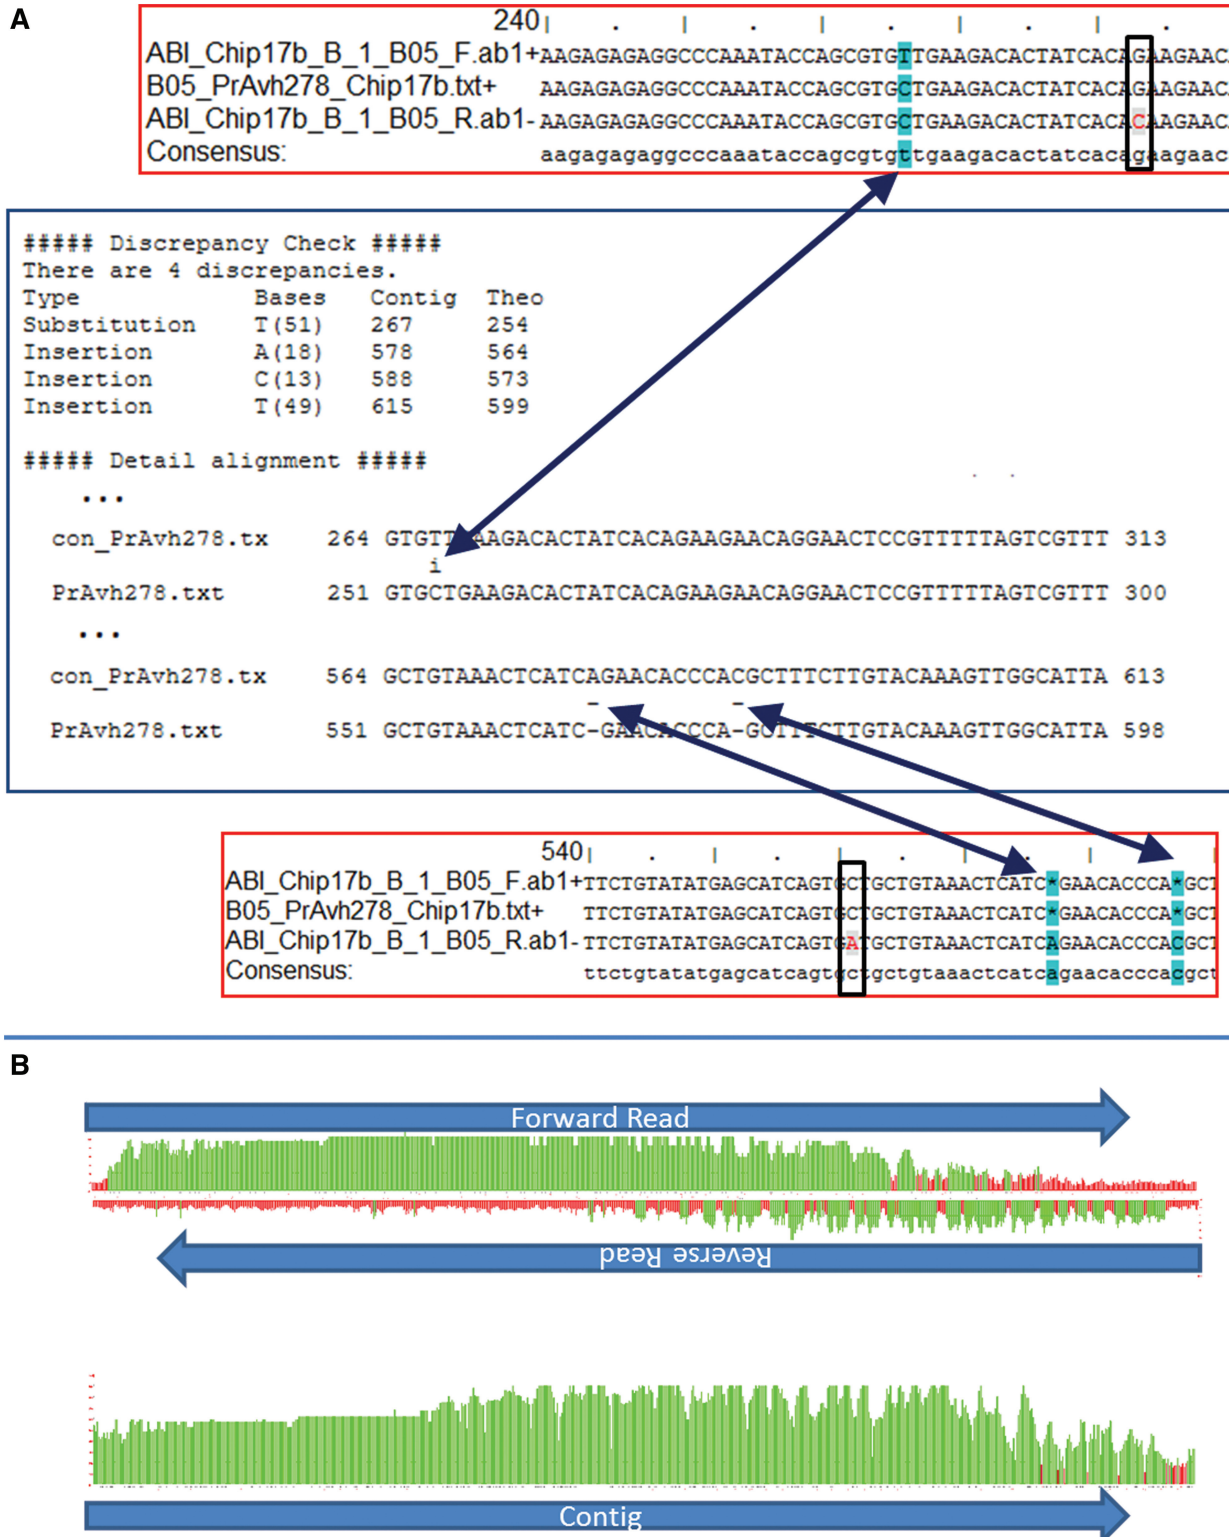 A
240| . | . | . | . | .
ABI_Chip17b_B_1_B05_F.ab1+AAGAGAGAGGCCCAAATACCAGCGTGTTGAAGACACTATCACAGAAGAAC
B05_PrAvh278_Chip17b.txt+ AAGAGAGAGGCCCAAATACCAGCGTGCTGAAGACACTATCACAGAAGAAC
ABI_Chip17b_B_1_B05_R.ab1-AAGAGAGAGGCCCAAATACCAGCGTGCTGAAGACACTATCACACAAGAAC
Consensus: aagagagaggcccaaataccagcgtgttgaagacactatcacagaagaac
##### Discrepancy Check #####
There are 4 discrepancies.
Type Bases Contig Theo
Substitution T(51) 267 254
Insertion A(18) 578 564
Insertion C(13) 588 573
Insertion T(49) 615 599
##### Detail alignment #####
...
con_PrAvh278.tx 264 GTGTT AAGACACTATCACAGAAGAACAGGAACTCCGTTTTTAGTCGTTT 313
i
PrAvh278.txt 251 GTGCTGAAGACACTATCACAGAAGAACAGGAACTCCGTTTTTAGTCGTTT 300
...
con_PrAvh278.tx 564 GCTGTAAACTCATCAGAACACCCACGCTTTCTTGTACAAAGTTGGCATTA 613
- -
PrAvh278.txt 551 GCTGTAAACTCATC-GAACACCCA-GCTTTCTTGTACAAAGTTGGCATTA 598
540| . | . | . | . | . |
ABI_Chip17b_B_1_B05_F.ab1+TTCTGTATATGAGCATCAGTGCTGCTGTAAACTCATC*GAACACCCA*GCT
B05_PrAvh278_Chip17b.txt+ TTCTGTATATGAGCATCAGTGCTGCTGTAAACTCATC*GAACACCCA*GCT
ABI_Chip17b_B_1_B05_R.ab1-TTCTGTATATGAGCATCAGTGATGCTGTAAACTCATCAGAACACCCACGCT
Consensus: ttctgtatatgagcatcagtgctgctgtaaactcatcagaacacccacgct
B
Forward Read
Reverse Read
Contig